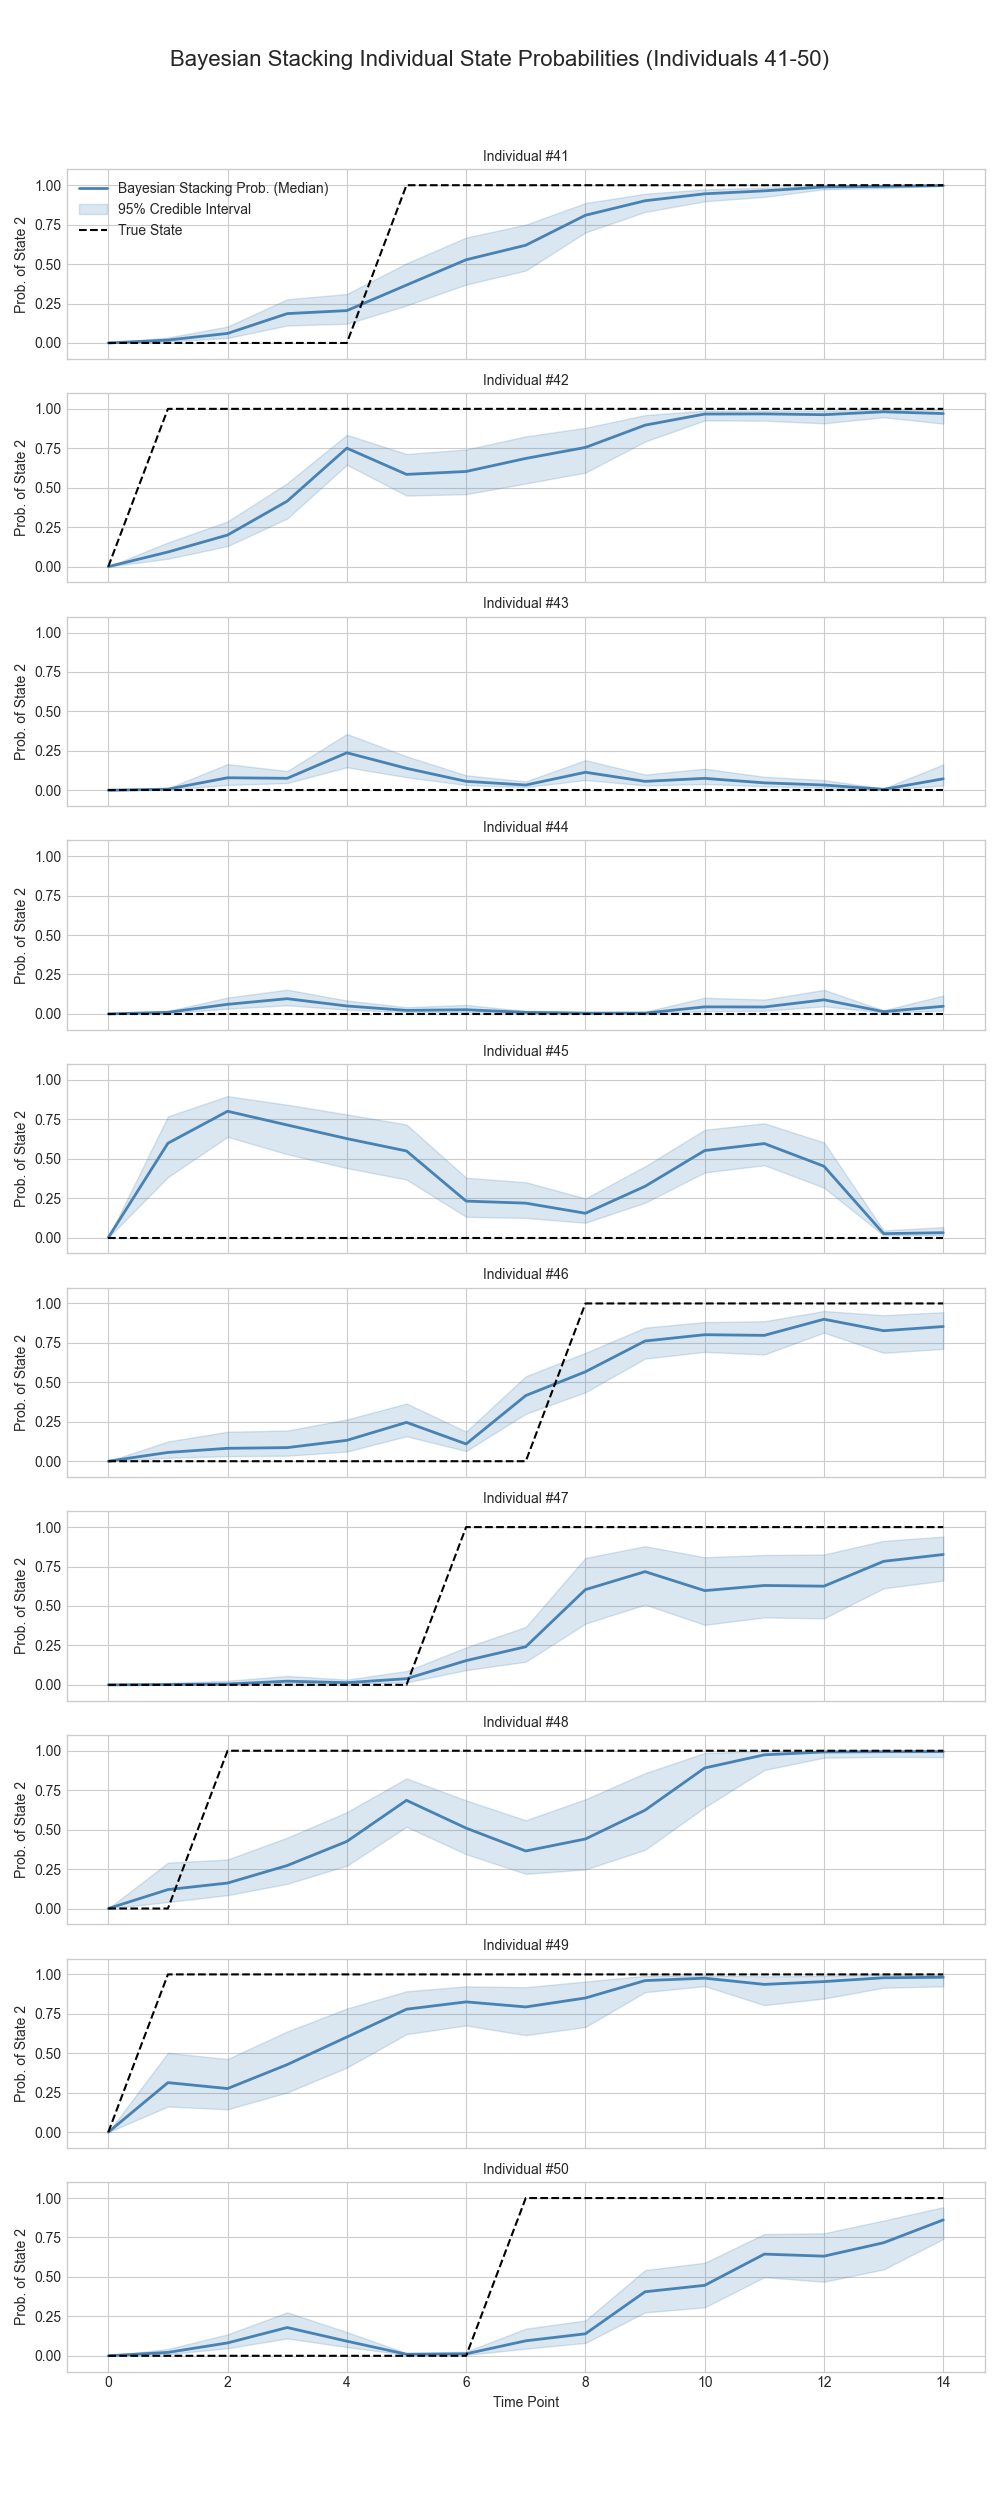 Bayesian Stacking Individual State Probabilities (Individuals 41-50)
Individual #41
Bayesian Stacking Prob. (Median)
95% Credible Interval
True State
1.00
0.75
0.50
0.25
0.00
Prob. of State 2
Individual #42
1.00
0.75
0.50
0.25
0.00
Prob. of State 2
Individual #43
1.00
0.75
0.50
0.25
0.00
Prob. of State 2
Individual #44
1.00
0.75
0.50
0.25
0.00
Prob. of State 2
Individual #45
1.00
0.75
0.50
0.25
0.00
Prob. of State 2
Individual #46
1.00
0.75
0.50
0.25
0.00
Prob. of State 2
Individual #47
1.00
0.75
0.50
0.25
0.00
Prob. of State 2
Individual #48
1.00
0.75
0.50
0.25
0.00
Prob. of State 2
Individual #49
1.00
0.75
0.50
0.25
0.00
Prob. of State 2
Individual #50
1.00
0.75
0.50
0.25
0.00
Prob. of State 2
0 2 4 6 8 10 12 14
Time Point